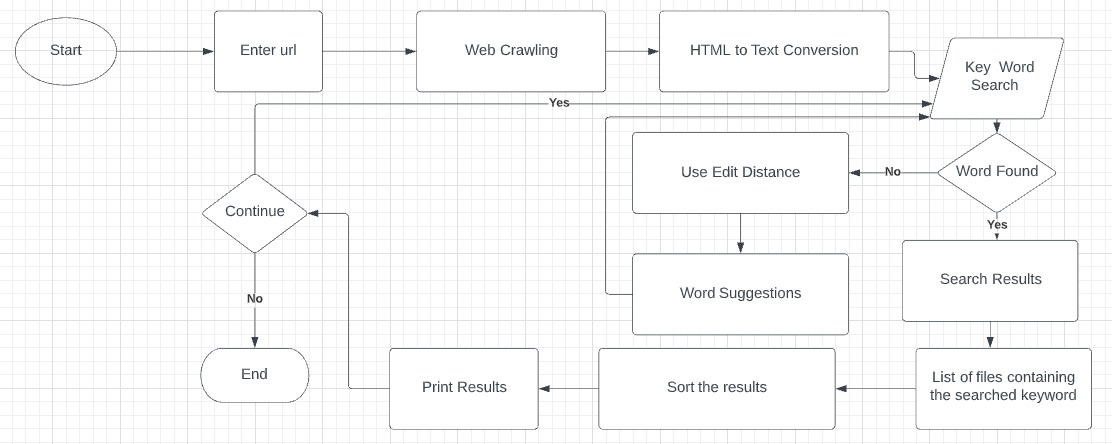 Start
Enter url
Web Crawling
HTML to Text Conversion
Key Word
Search
Yes
Use Edit Distance
No
Word Found
Continue
Yes
Word Suggestions
Search Results
No
End
Print Results
Sort the results
List of files containing
the searched keyword